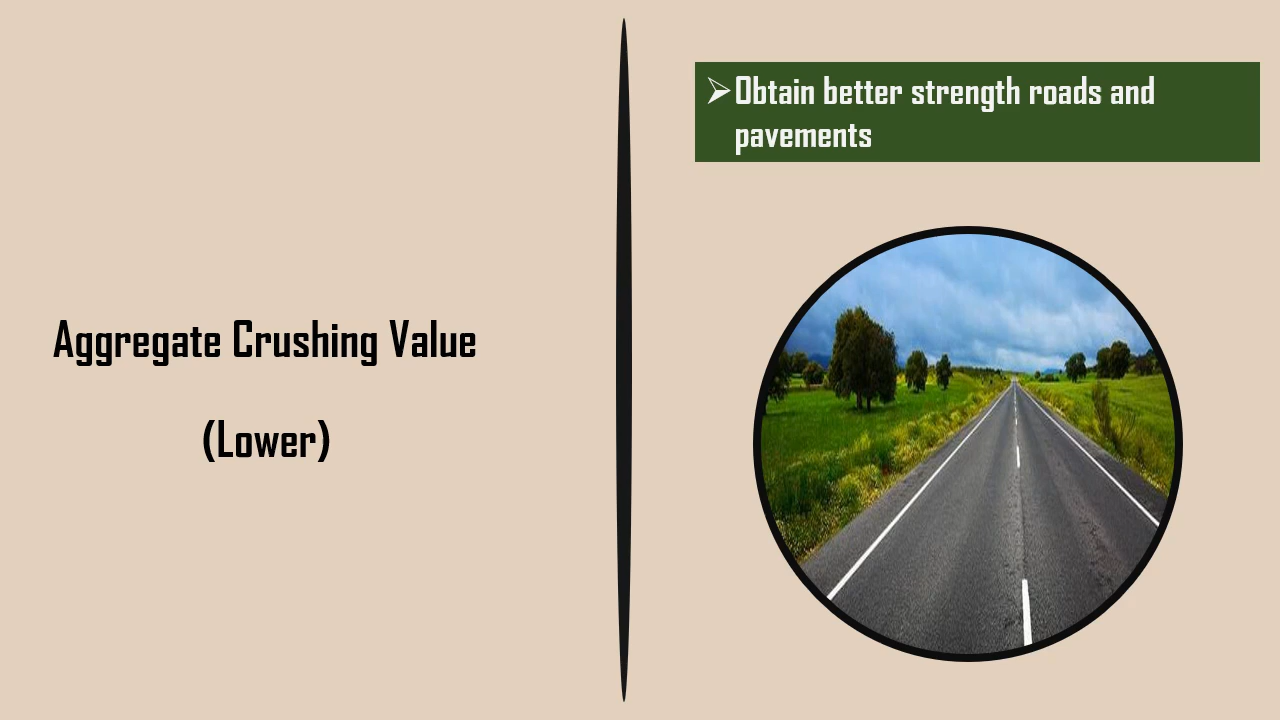 Aggregate Crushing Value
(Lower)
➢Obtain better strength roads and
pavements